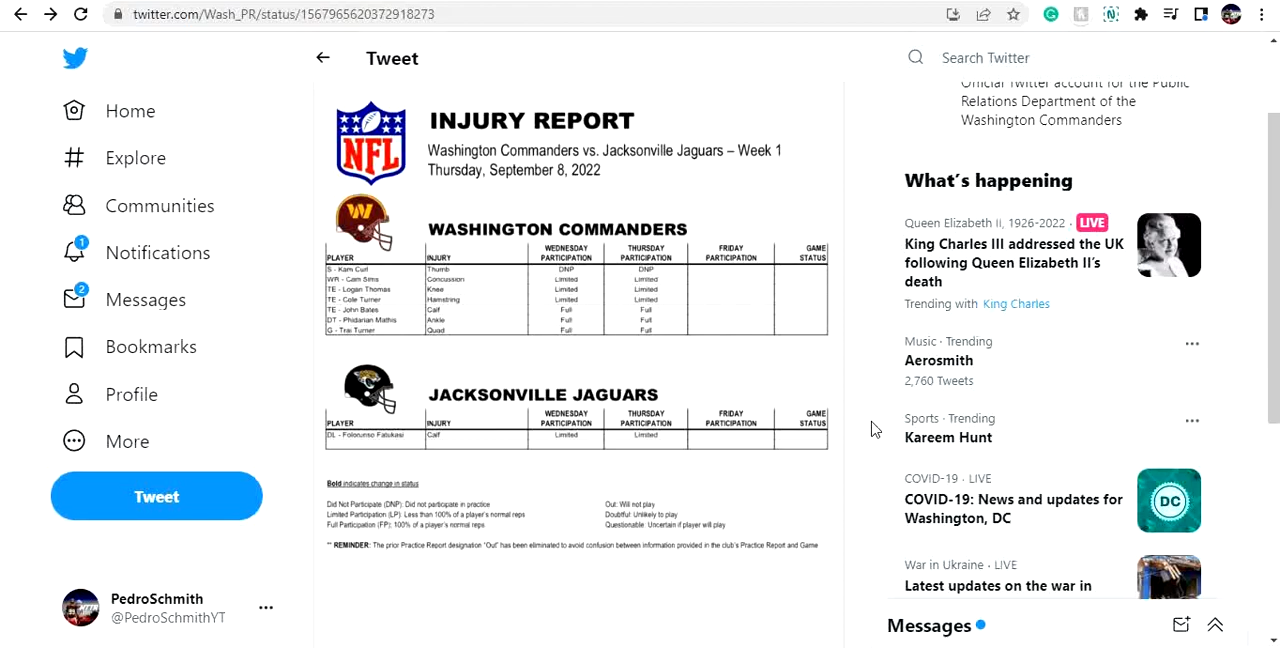 twitter.com/Wash_PR/status/1567965620372918273
Tweet
Search Twitter
Home
Explore
Communities
1
Notifications
2
Messages
Bookmarks
Profile
More
Tweet
PedroSchmith
@PedroSchmithYT
NFL
INJURY REPORT
Washington Commanders vs. Jacksonville Jaguars – Week 1
Thursday, September 8, 2022
W
WASHINGTON COMMANDERS
PLAYER INJURY WEDNESDAY PARTICIPATION THURSDAY PARTICIPATION FRIDAY PARTICIPATION GAME STATUS
S - Kam Curl Thumb DNP DNP
WR - Cam Sims Concussion Limited Limited
TE - Logan Thomas Knee Limited Limited
TE - Cole Turner Hamstring Limited Limited
TE - John Bates Calf Full Full
DT - Phidarian Mathis Ankle Full Full
G - Trai Turner Quad Full Full
JACKSONVILLE JAGUARS
PLAYER INJURY WEDNESDAY PARTICIPATION THURSDAY PARTICIPATION FRIDAY PARTICIPATION GAME STATUS
DL - Folorunso Fatukasi Calf Limited Limited
Bold indicates change in status
Did Not Participate (DNP): Did not participate in practice
Limited Participation (LP): Less than 100% of a player's normal reps
Full Participation (FP): 100% of a player's normal reps
Out: Will not play
Doubtful: Unlikely to play
Questionable: Uncertain if player will play
** REMINDER: The prior Practice Report designation "Out" has been eliminated to avoid confusion between information provided in the club's Practice Report and Game
Official Twitter account for the Public
Relations Department of the
Washington Commanders
What's happening
Queen Elizabeth II, 1926-2022 · LIVE
King Charles III addressed the UK
following Queen Elizabeth II's
death
Trending with King Charles
Music · Trending
Aerosmith
2,760 Tweets
Sports · Trending
Kareem Hunt
COVID-19 · LIVE
COVID-19: News and updates for
Washington, DC
DC
War in Ukraine · LIVE
Latest updates on the war in
Messages